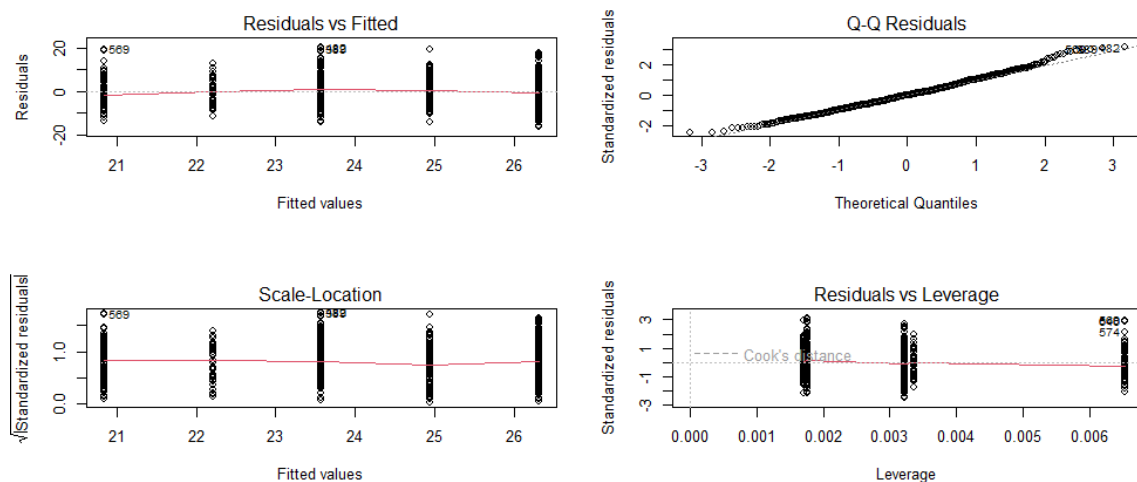 Residuals vs Fitted
Residuals
20
0
-20
569
21 22 23 24 25 26
Fitted values
Q-Q Residuals
Standardized residuals
2
0
-2
-3 -2 -1 0 1 2 3
Theoretical Quantiles
Scale-Location
√|Standardized residuals|
1.0
0.0
569
21 22 23 24 25 26
Fitted values
Residuals vs Leverage
Standardized residuals
3
1
-1
-3
574
Cook's distance
0.000 0.001 0.002 0.003 0.004 0.005 0.006
Leverage